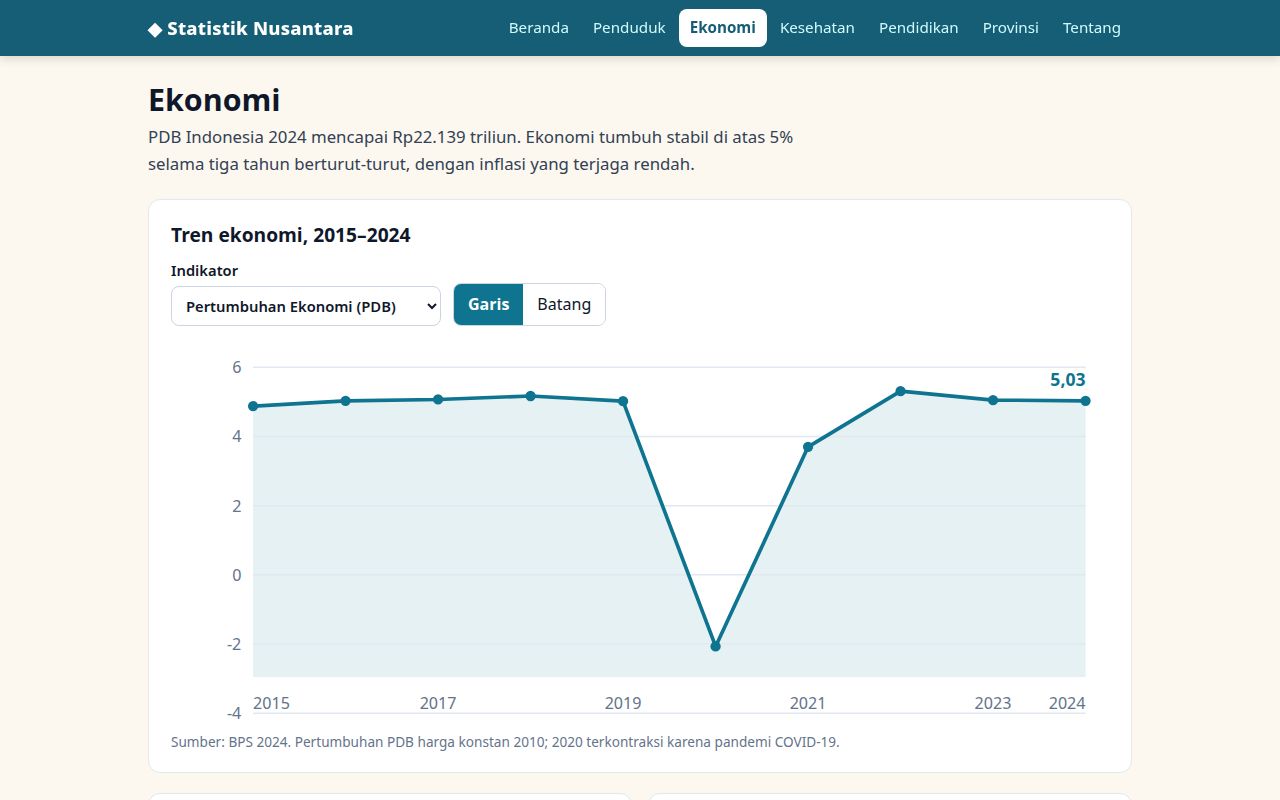 ◆ Statistik Nusantara
Beranda Penduduk Ekonomi Kesehatan Pendidikan Provinsi Tentang
Ekonomi
PDB Indonesia 2024 mencapai Rp22.139 triliun. Ekonomi tumbuh stabil di atas 5%
selama tiga tahun berturut-turut, dengan inflasi yang terjaga rendah.
Tren ekonomi, 2015–2024
Indikator
Pertumbuhan Ekonomi (PDB) Garis Batang
6
5,03
4
2
0
-2
-4
2015 2017 2019 2021 2023 2024
Sumber: BPS 2024. Pertumbuhan PDB harga konstan 2010; 2020 terkontraksi karena pandemi COVID-19.